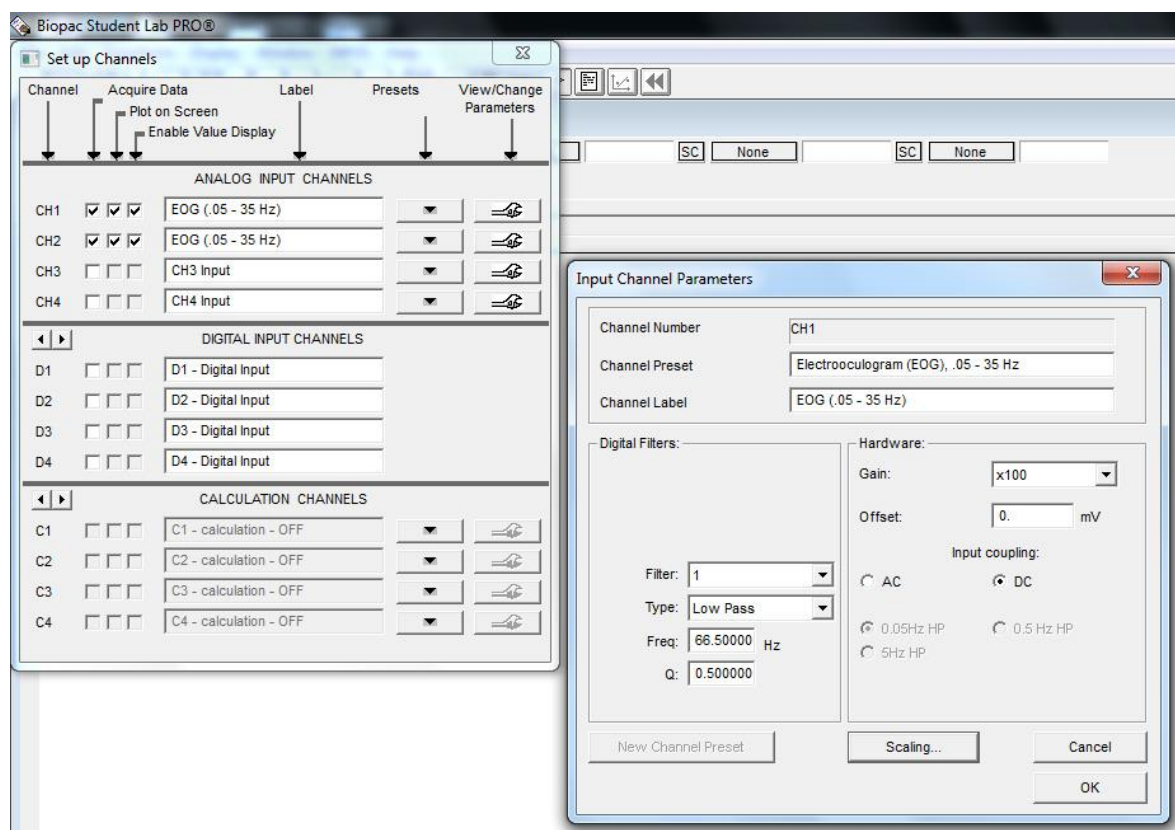 Biopac Student Lab PRO®
Set up Channels
Channel Acquire Data Label Presets View/Change
Plot on Screen Parameters
Enable Value Display
SC None SC None
ANALOG INPUT CHANNELS
CH1 EOG (.05 - 35 Hz)
CH2 EOG (.05 - 35 Hz)
CH3 CH3 Input
CH4 CH4 Input
DIGITAL INPUT CHANNELS
D1 D1 - Digital Input
D2 D2 - Digital Input
D3 D3 - Digital Input
D4 D4 - Digital Input
CALCULATION CHANNELS
C1 C1 - calculation - OFF
C2 C2 - calculation - OFF
C3 C3 - calculation - OFF
C4 C4 - calculation - OFF
Input Channel Parameters
Channel Number CH1
Channel Preset Electrooculogram (EOG), .05 - 35 Hz
Channel Label EOG (.05 - 35 Hz)
Digital Filters:
Filter: 1
Type: Low Pass
Freq: 66.50000 Hz
Q: 0.500000
Hardware:
Gain: x100
Offset: 0. mV
Input coupling:
AC DC
0.05Hz HP 0.5 Hz HP
5Hz HP
New Channel Preset Scaling... Cancel
OK